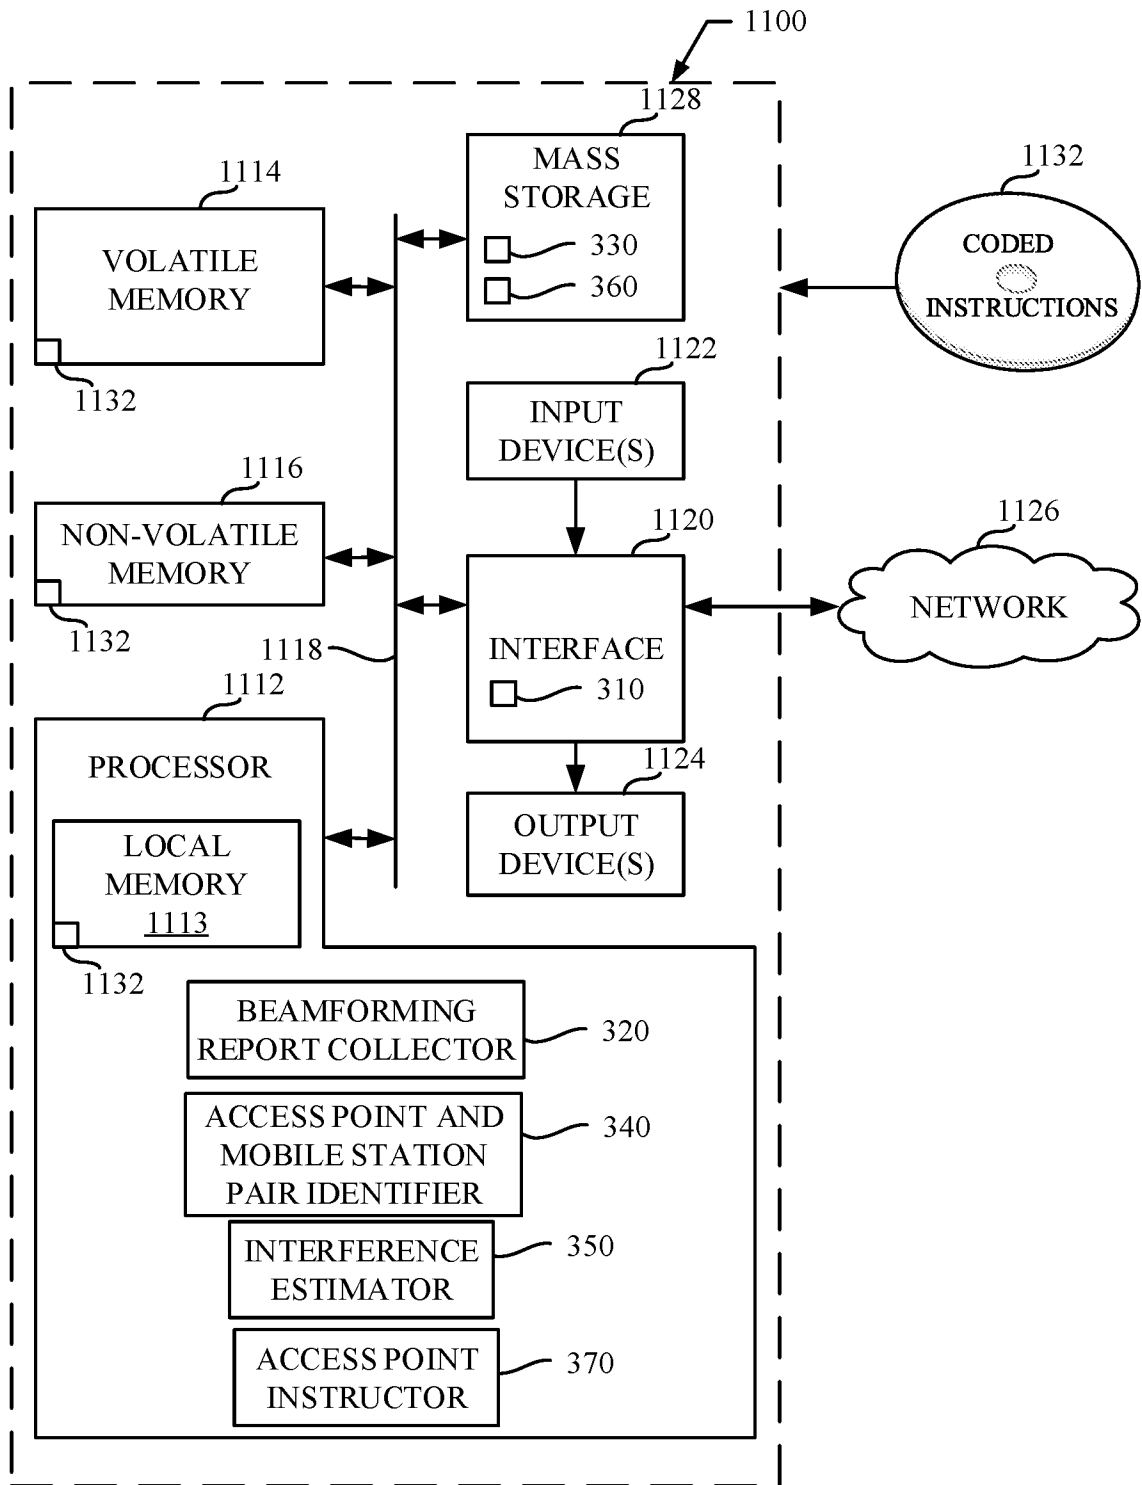 1100
1128
MASS
STORAGE
330
360
1114
VOLATILE
MEMORY
1132
1132
CODED
INSTRUCTIONS
1122
INPUT
DEVICE(S)
1116
NON-VOLATILE
MEMORY
1132
1120
INTERFACE
310
1126
NETWORK
1118
1112
PROCESSOR
LOCAL
MEMORY
1113
1132
1124
OUTPUT
DEVICE(S)
BEAMFORMING
REPORT COLLECTOR
320
ACCESS POINT AND
MOBILE STATION
PAIR IDENTIFIER
340
INTERFERENCE
ESTIMATOR
350
ACCESS POINT
INSTRUCTOR
370